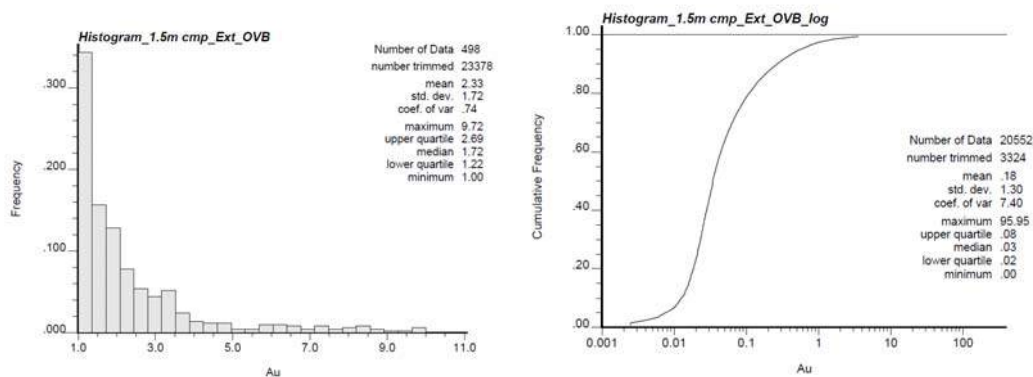 Histogram_1.5m cmp_Ext_OVB
Number of Data 498
number trimmed 23378
mean 2.33
std. dev. 1.72
coef. of var .74
maximum 9.72
upper quartile 2.69
median 1.72
lower quartile 1.22
minimum 1.00
Frequency
.300
.200
.100
.000
1.0 3.0 5.0 7.0 9.0 11.0
Au
Histogram_1.5m cmp_Ext_OVB_log
Cumulative Frequency
1.00
.80
.60
.40
.20
.00
Number of Data 20552
number trimmed 3324
mean .18
std. dev. 1.30
coef. of var 7.40
maximum 95.95
upper quartile .08
median .03
lower quartile .02
minimum .00
0.001 0.01 0.1 1 10 100
Au